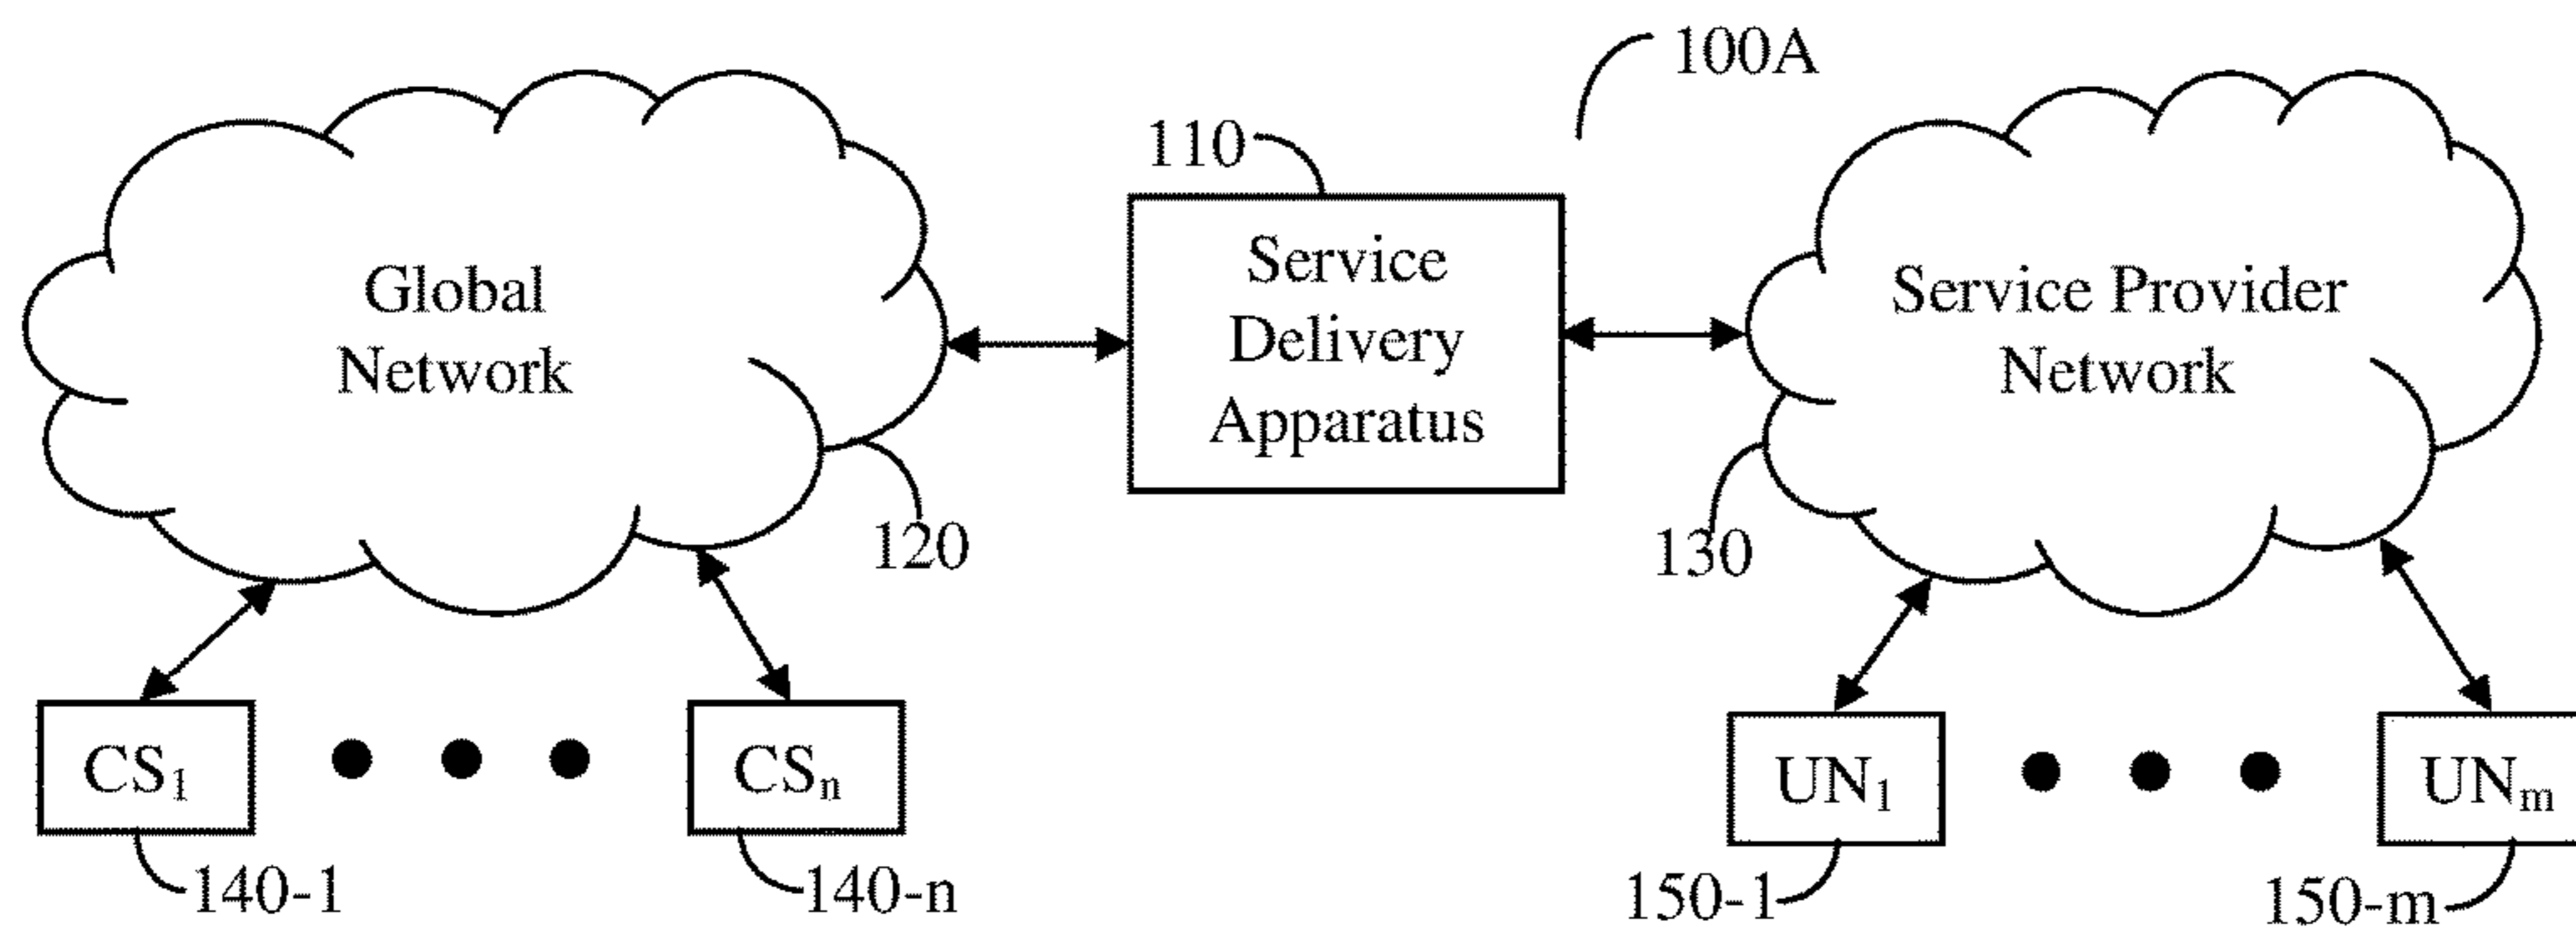 100A
110
Global
Network
Service
Delivery
Apparatus
Service Provider
Network
120
130
CS₁
CSₙ
UN₁
UNₘ
140-1
140-n
150-1
150-m